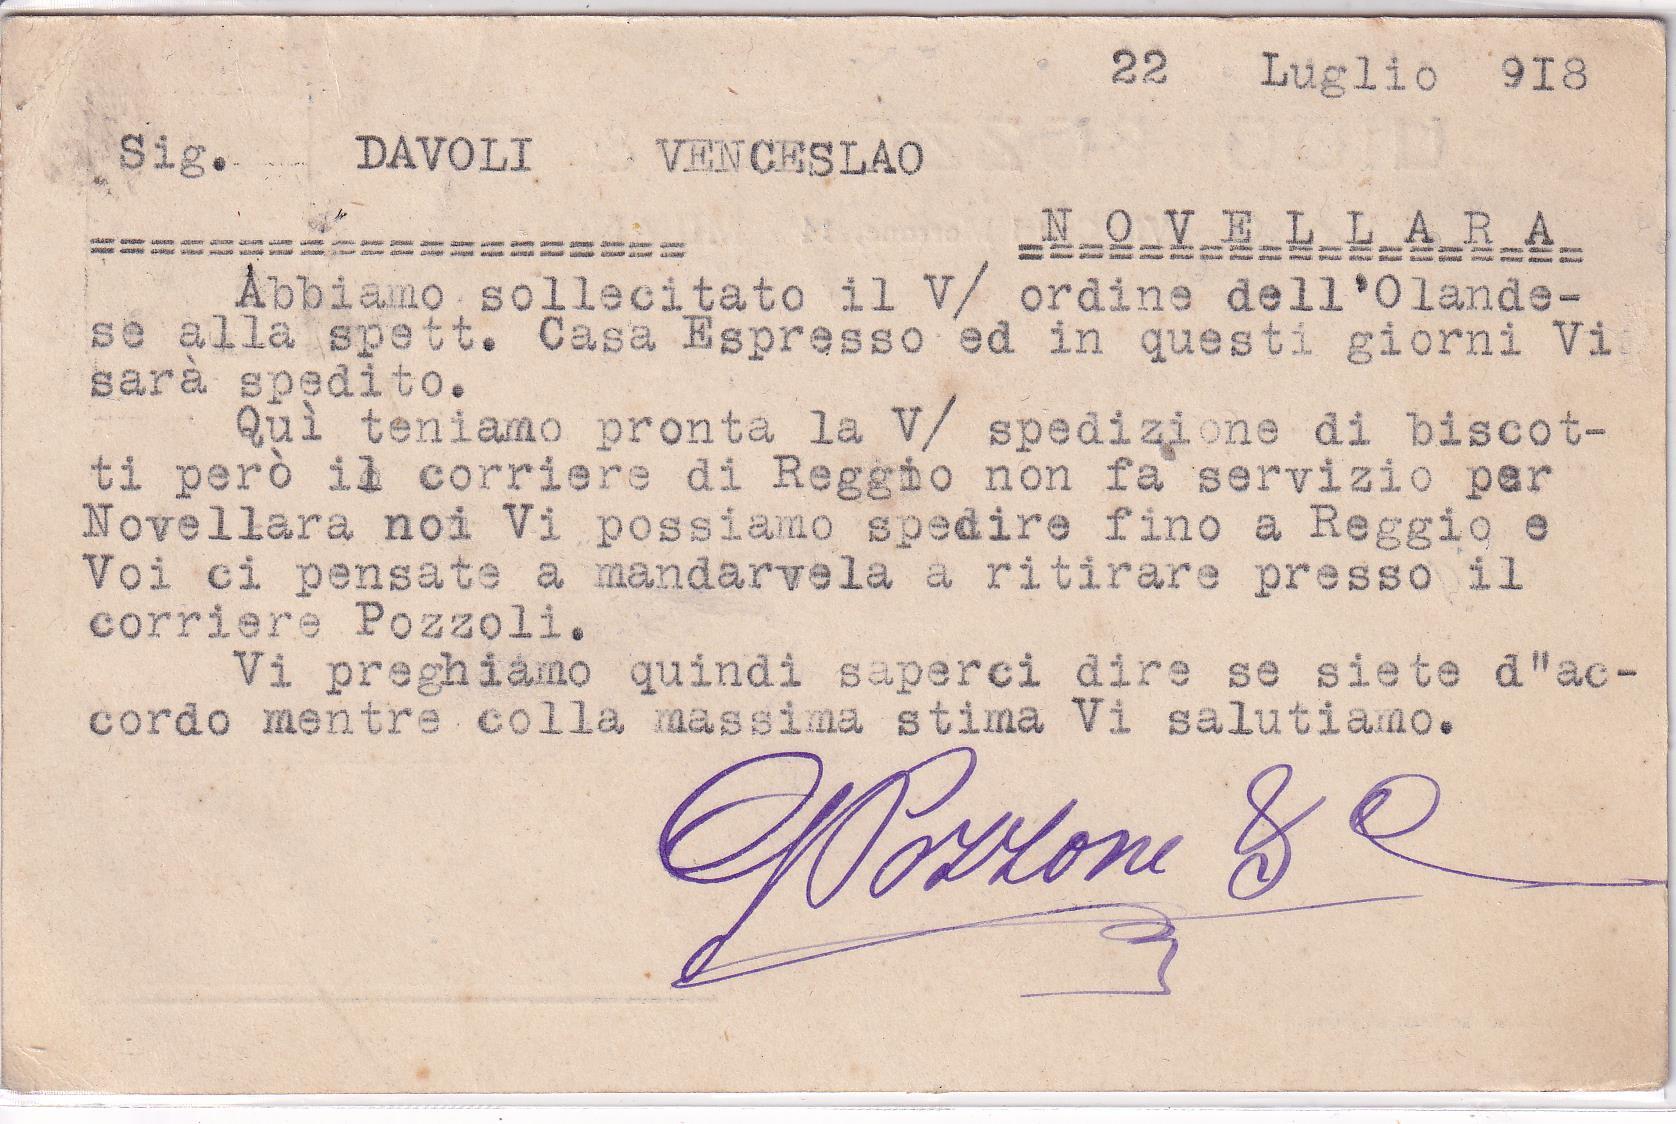 22 Luglio 9I8
Sig. DAVOLI VENCESLAO
N O V E L L A R A
==================== ===================
Abbiamo sollecitato il V/ ordine dell'Olande-
se alla spett. Casa Espresso ed in questi giorni Vi
sarà spedito.
Quì teniamo pronta la V/ spedizione di biscot-
ti però il corriere di Reggio non fa servizio per
Novellara noi Vi possiamo spedire fino a Reggio e
Voi ci pensate a mandarvela a ritirare presso il
corriere Pozzoli.
Vi preghiamo quindi saperci dire se siete d"ac-
cordo mentre colla massima stima Vi salutiamo.
Pozzone & C